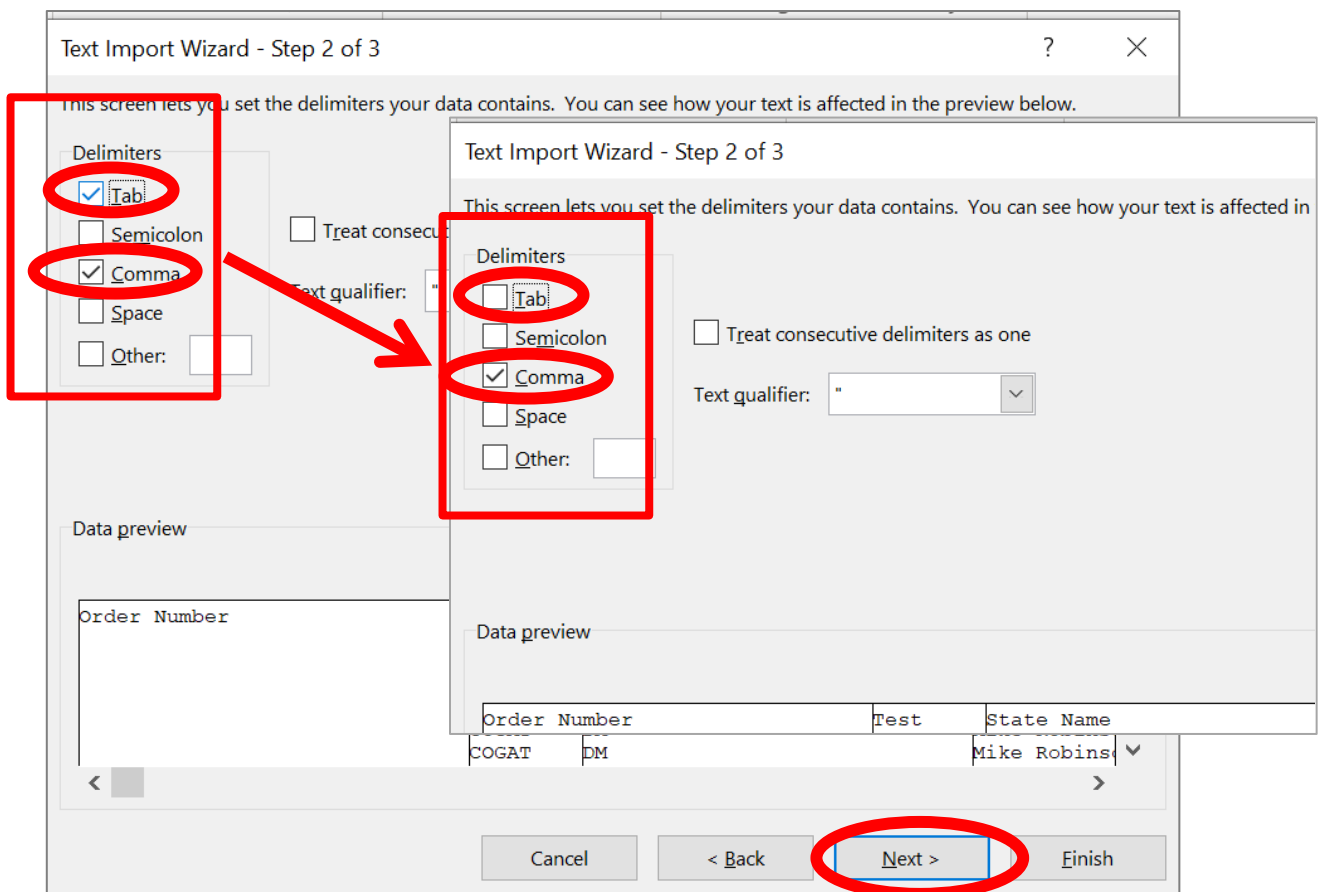 Text Import Wizard - Step 2 of 3
?
This screen lets you set the delimiters your data contains.  You can see how your text is affected in the preview below.
Delimiters
Tab
Semicolon
Comma
Space
Other:
Treat consecut
Text qualifier: "
Data preview
Order Number
Text Import Wizard - Step 2 of 3
This screen lets you set the delimiters your data contains.  You can see how your text is affected in
Delimiters
Tab
Semicolon
Comma
Space
Other:
Treat consecutive delimiters as one
Text qualifier: "
Data preview
Order Number Test State Name
COGAT DM Mike Robins
Cancel
< Back
Next >
Finish